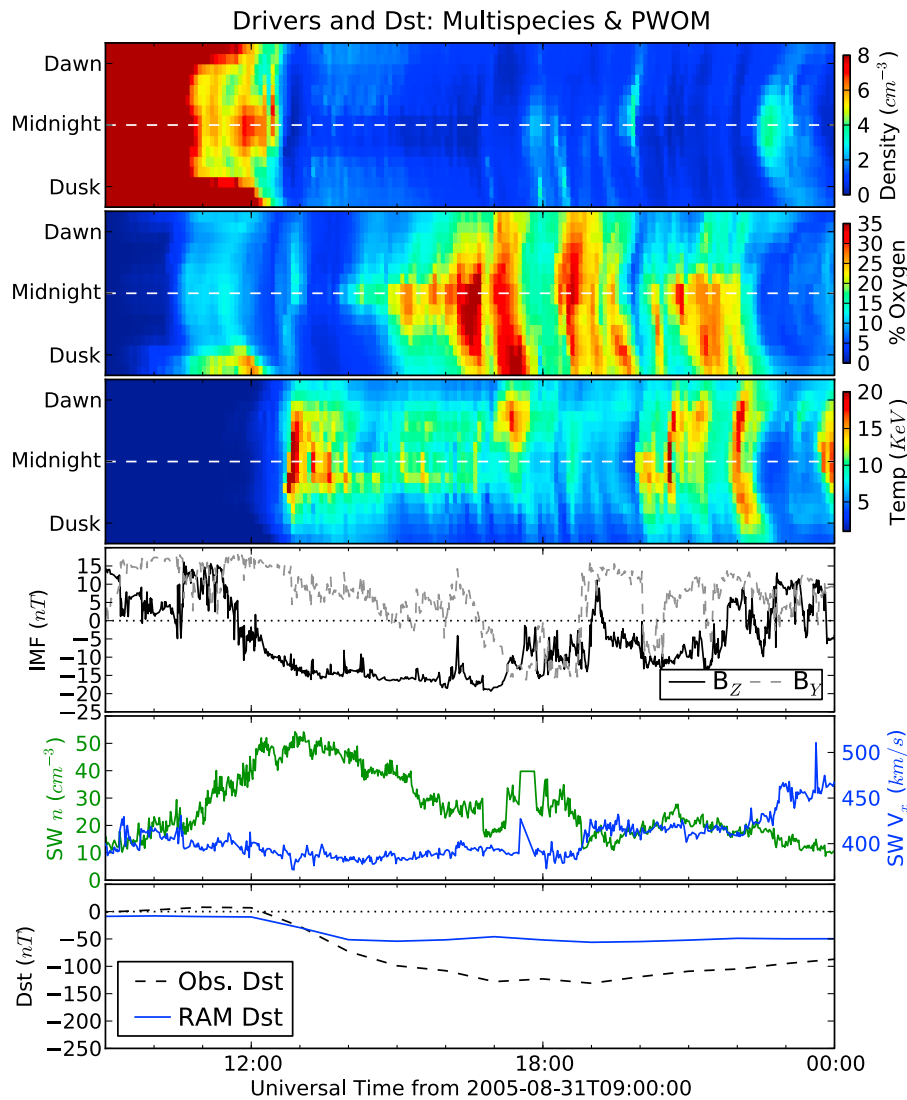 Drivers and Dst: Multispecies & PWOM
Dawn
Midnight
Dusk
8
6
4
2
0
Density (cm⁻³)
Dawn
Midnight
Dusk
35
30
25
20
15
10
5
0
% Oxygen
Dawn
Midnight
Dusk
20
15
10
5
Temp (KeV)
15
10
5
0
−5
−10
−15
−20
−25
IMF (nT)
B_Z B_Y
50
40
30
20
10
0
SW n (cm⁻³)
500
450
400
SW V_x (km/s)
0
−50
−100
−150
−200
−250
Dst (nT)
Obs. Dst
RAM Dst
12:00 18:00 00:00
Universal Time from 2005-08-31T09:00:00